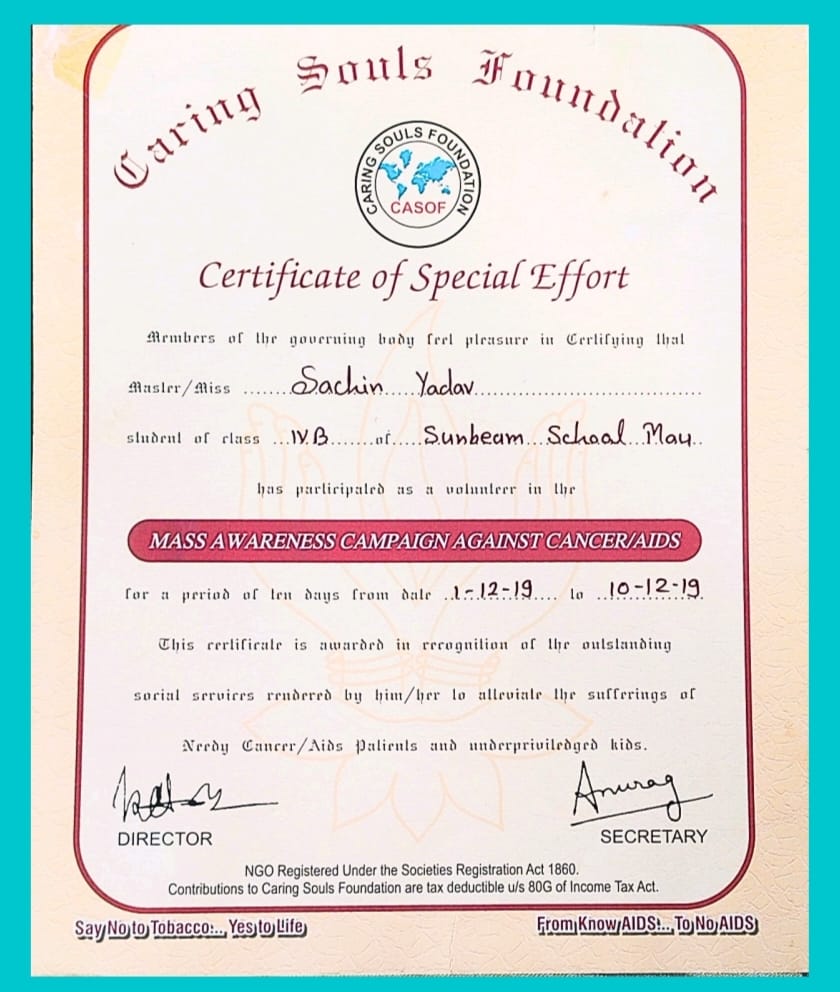 Caring Souls Foundation
CARING SOULS FOUNDATION
CASOF
Certificate of Special Effort
Members of the governing body feel pleasure in Certifying that
Master/Miss .......Sachin....Yadav.................................
student of class ...IV.B.......of.....Sunbeam...School...Mau..
has participated as a volunteer in the
MASS AWARENESS CAMPAIGN AGAINST CANCER/AIDS
for a period of ten days from date ..1-12-19.... to ..10-12-19.
This certificate is awarded in recognition of the outstanding
social services rendered by him/her to alleviate the sufferings of
Needy Cancer/Aids Patients and underpriviledged kids.
Anurag
DIRECTOR
SECRETARY
NGO Registered Under the Societies Registration Act 1860.
Contributions to Caring Souls Foundation are tax deductible u/s 80G of Income Tax Act.
Say No to Tobacco:.. Yes to Life
From Know AIDS!... To No AIDS